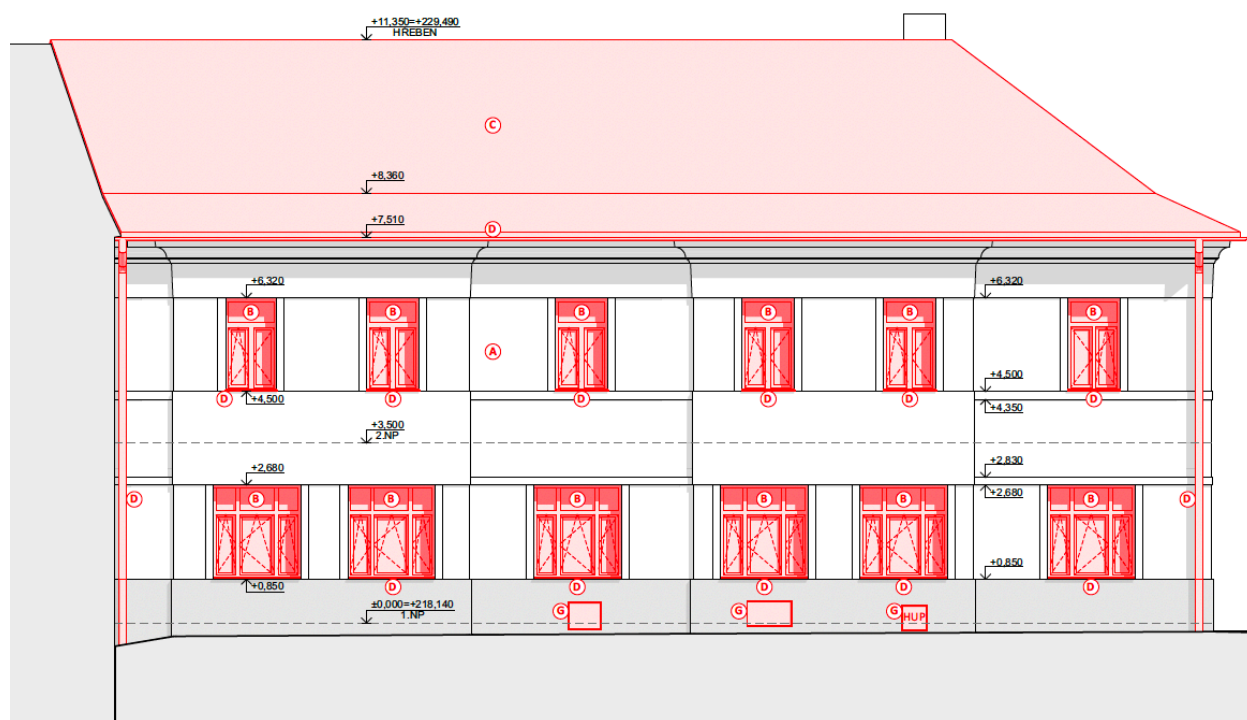 +11,350=+229,490
HŘEBEN
C
+8,360
+7,510
D
+6,320
+6,320
B
B
B
B
B
B
A
+4,500
D
+4,500
D
D
D
D
D
+4,350
+3,500
2.NP
+2,680
+2,830
+2,680
D
B
B
B
B
B
B
D
+0,850
+0,850
D
D
D
D
D
±0,000=+218,140
1.NP
G
G
G
HUP